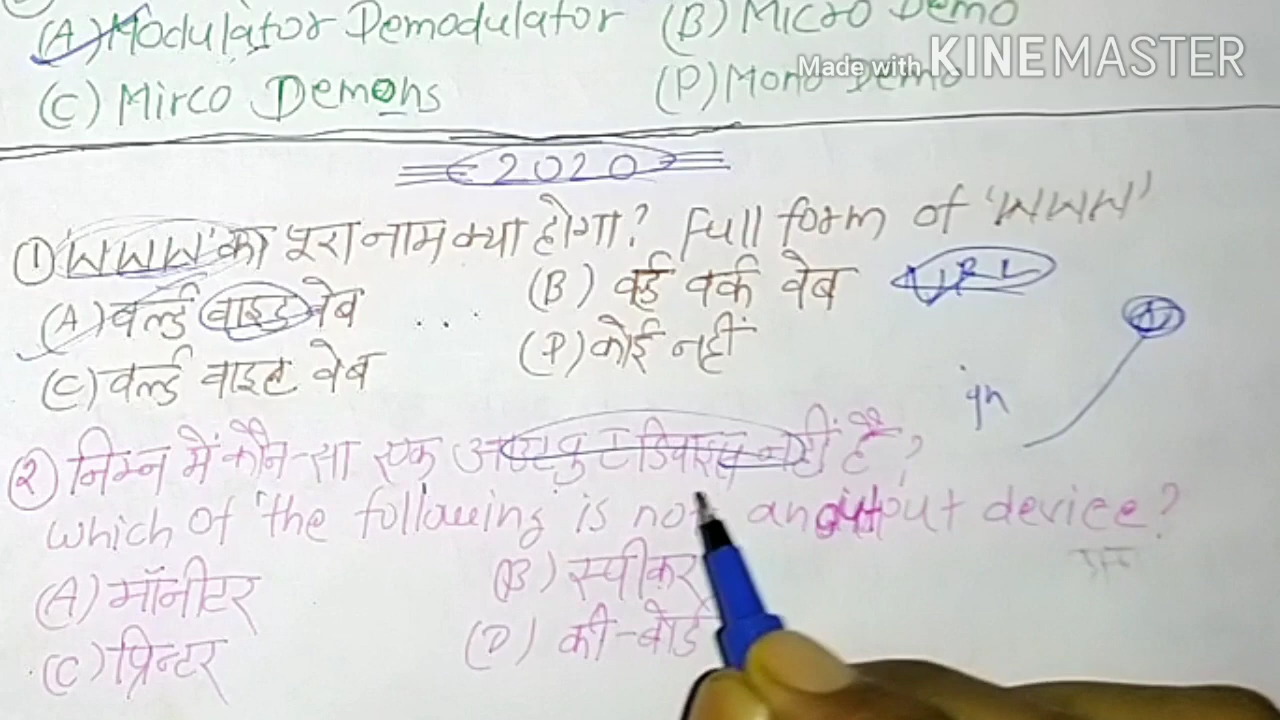 (A) Modulator Demodulator (B) Micro Demo
Made with KINEMASTER
(C) Mirco Demons (D) Mono Demo
2020
① 'WWW' का पूरा नाम क्या होगा? Full form of 'WWW'
(A) वर्ल्ड वाइड वेब ... (B) वर्ड वर्क वेब URL
(C) वर्ल्ड वाइट वेब (D) कोई नहीं
in
② निम्न में कौन-सा एक आउटपुट डिवाइस नहीं है?
Which of the following is not an output device?
(A) मॉनीटर (B) स्पीकर
(C) प्रिन्टर (D) की-बोर्ड